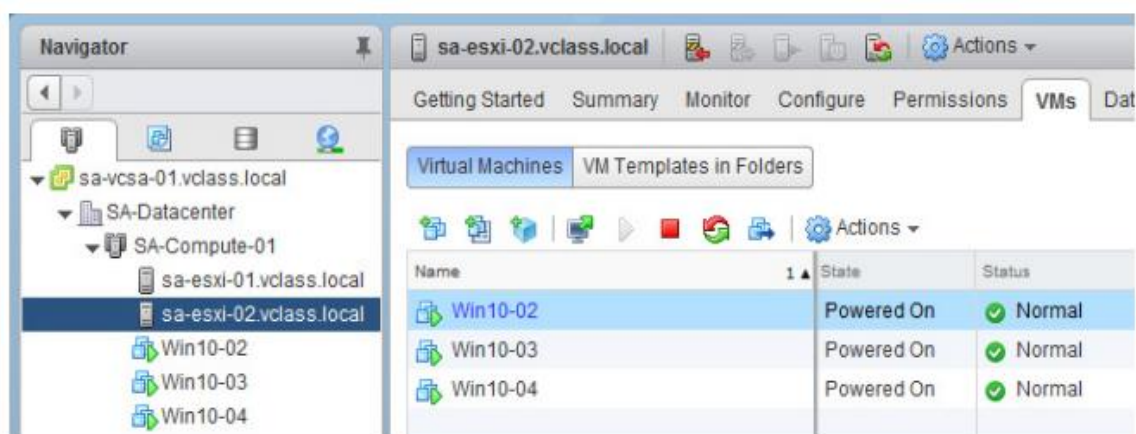 Navigator
sa-vcsa-01.vclass.local
SA-Datacenter
SA-Compute-01
sa-esxi-01.vclass.local
sa-esxi-02.vclass.local
Win10-02
Win10-03
Win10-04
sa-esxi-02.vclass.local Actions
Getting Started Summary Monitor Configure Permissions VMs Dat
Virtual Machines VM Templates in Folders
Actions
Name 1 State Status
Win10-02 Powered On Normal
Win10-03 Powered On Normal
Win10-04 Powered On Normal